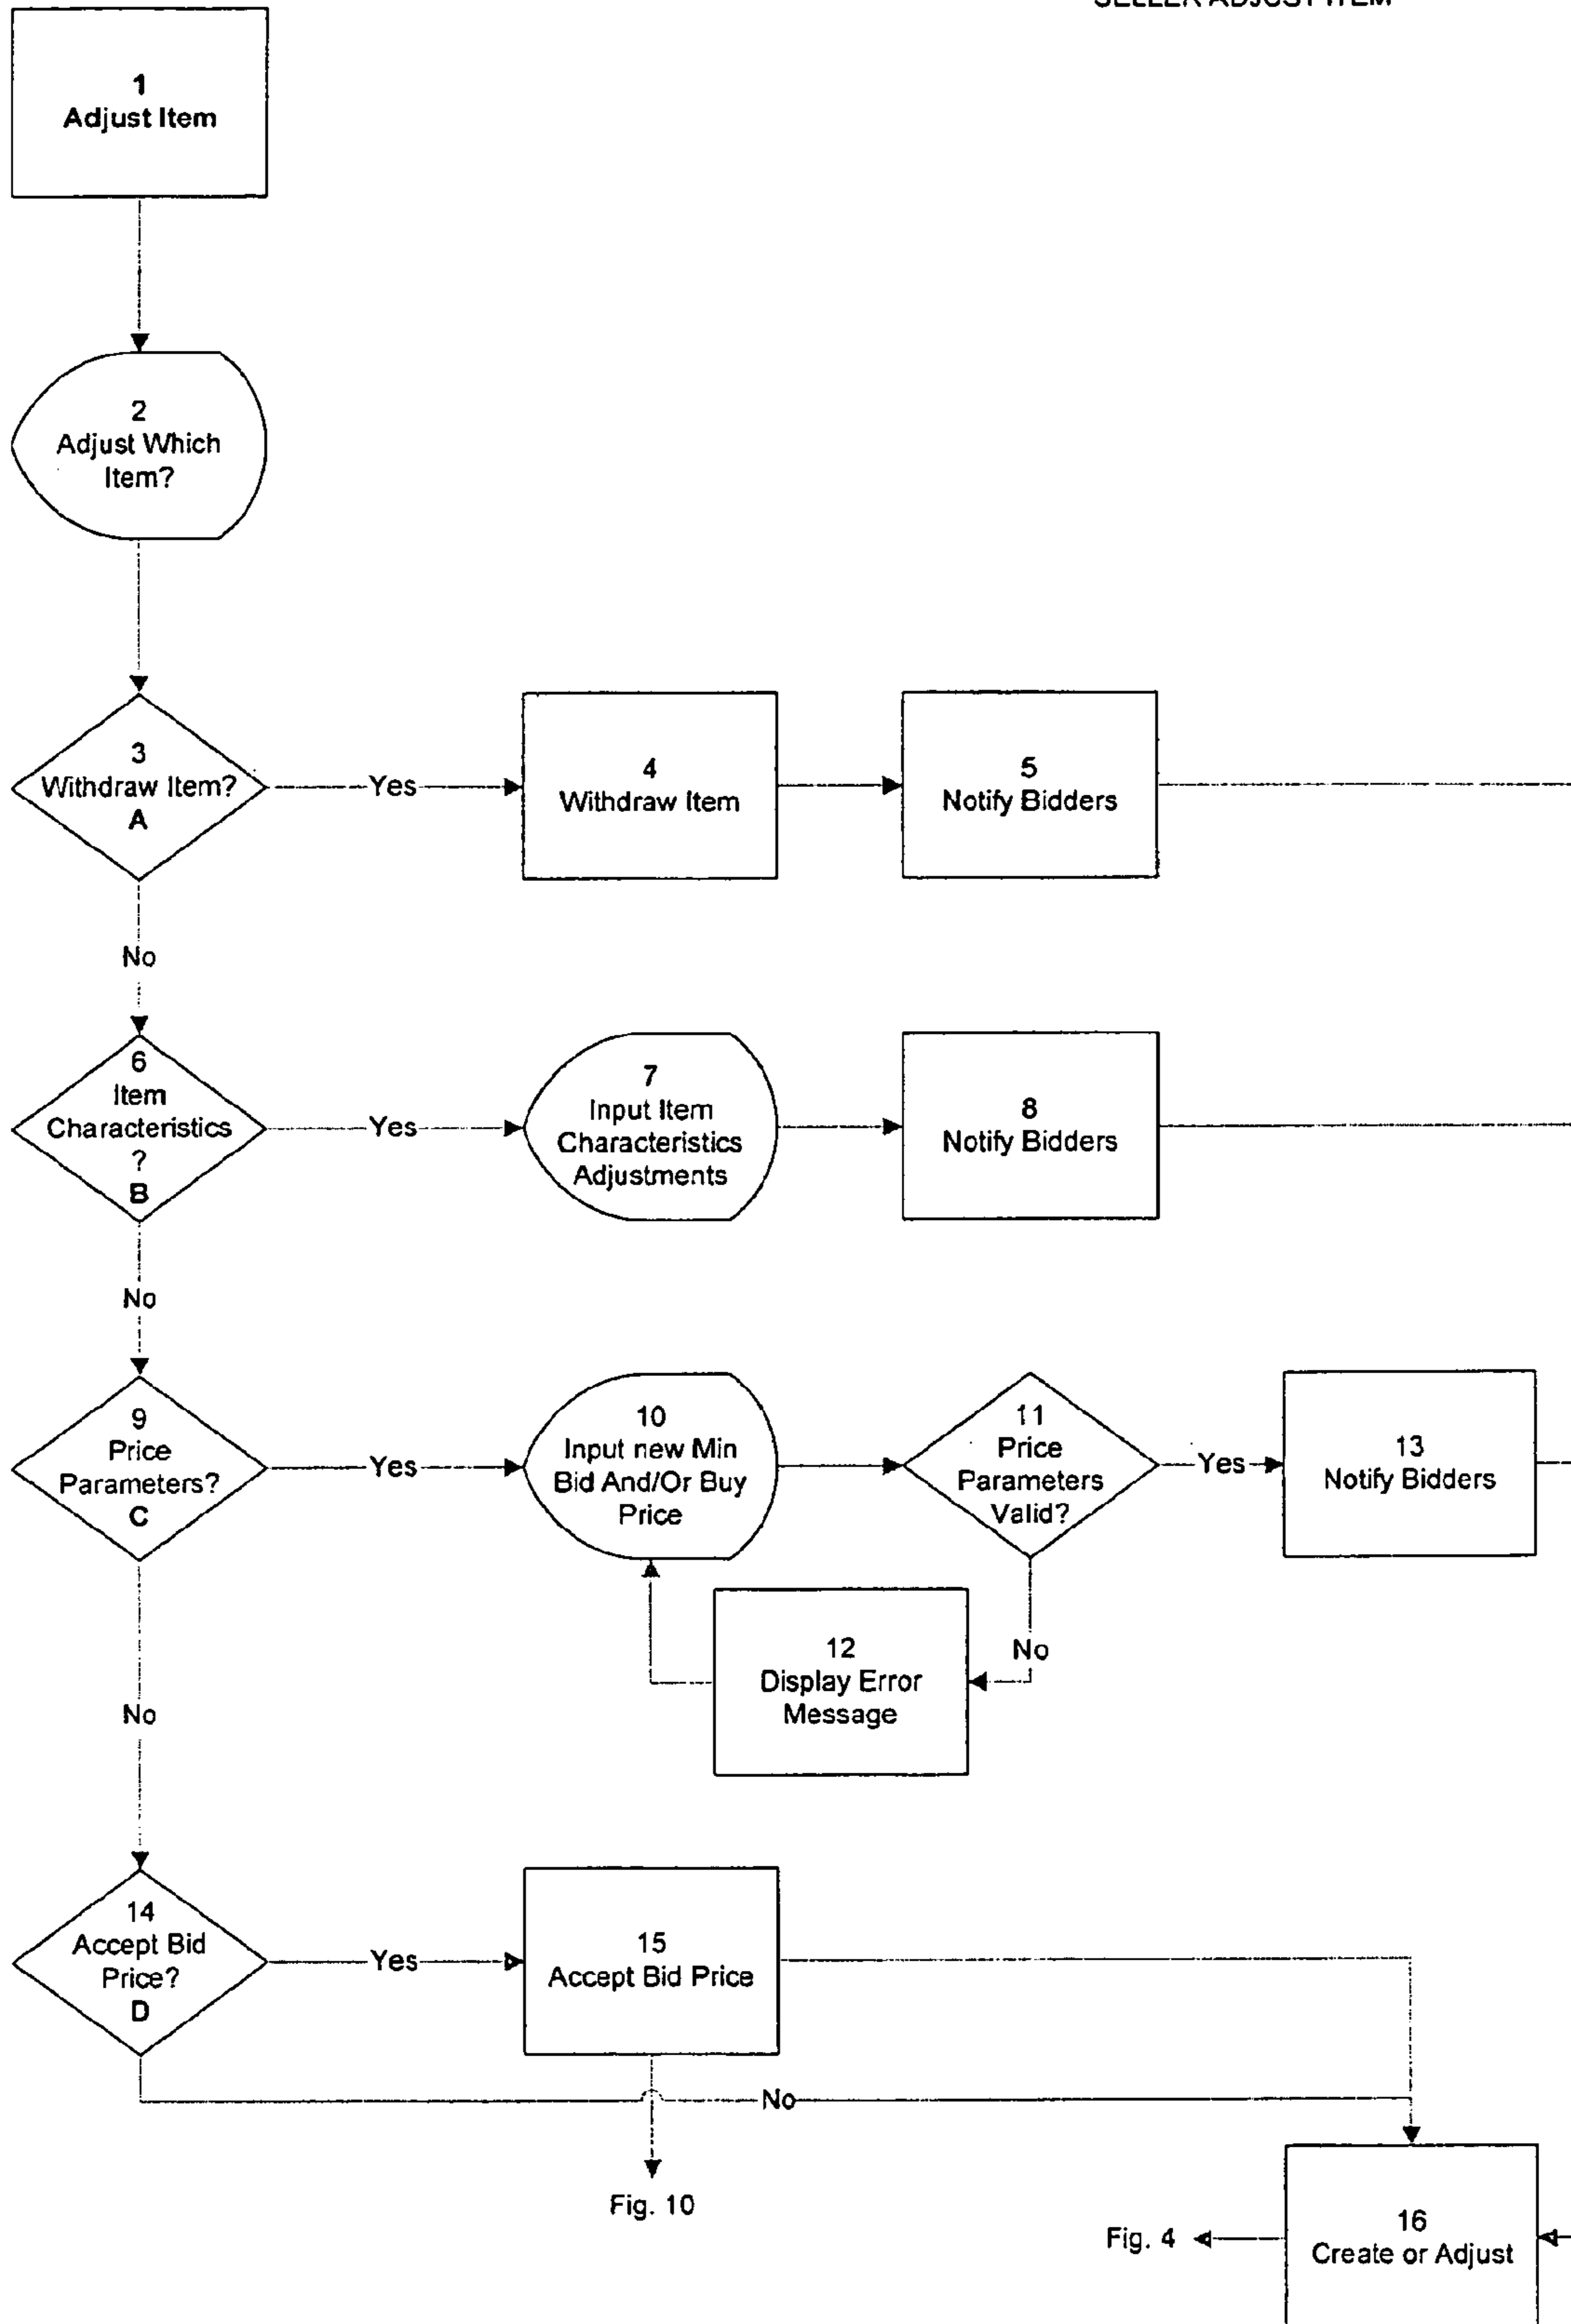 SELLER ADJUST ITEM
1
Adjust Item
2
Adjust Which
Item?
3
Withdraw Item?
A
Yes
4
Withdraw Item
5
Notify Bidders
No
6
Item
Characteristics
?
B
Yes
7
Input Item
Characteristics
Adjustments
8
Notify Bidders
No
9
Price
Parameters?
C
Yes
10
Input new Min
Bid And/Or Buy
Price
11
Price
Parameters
Valid?
Yes
13
Notify Bidders
No
12
Display Error
Message
No
14
Accept Bid
Price?
D
Yes
15
Accept Bid Price
No
Fig. 10
Fig. 4
16
Create or Adjust